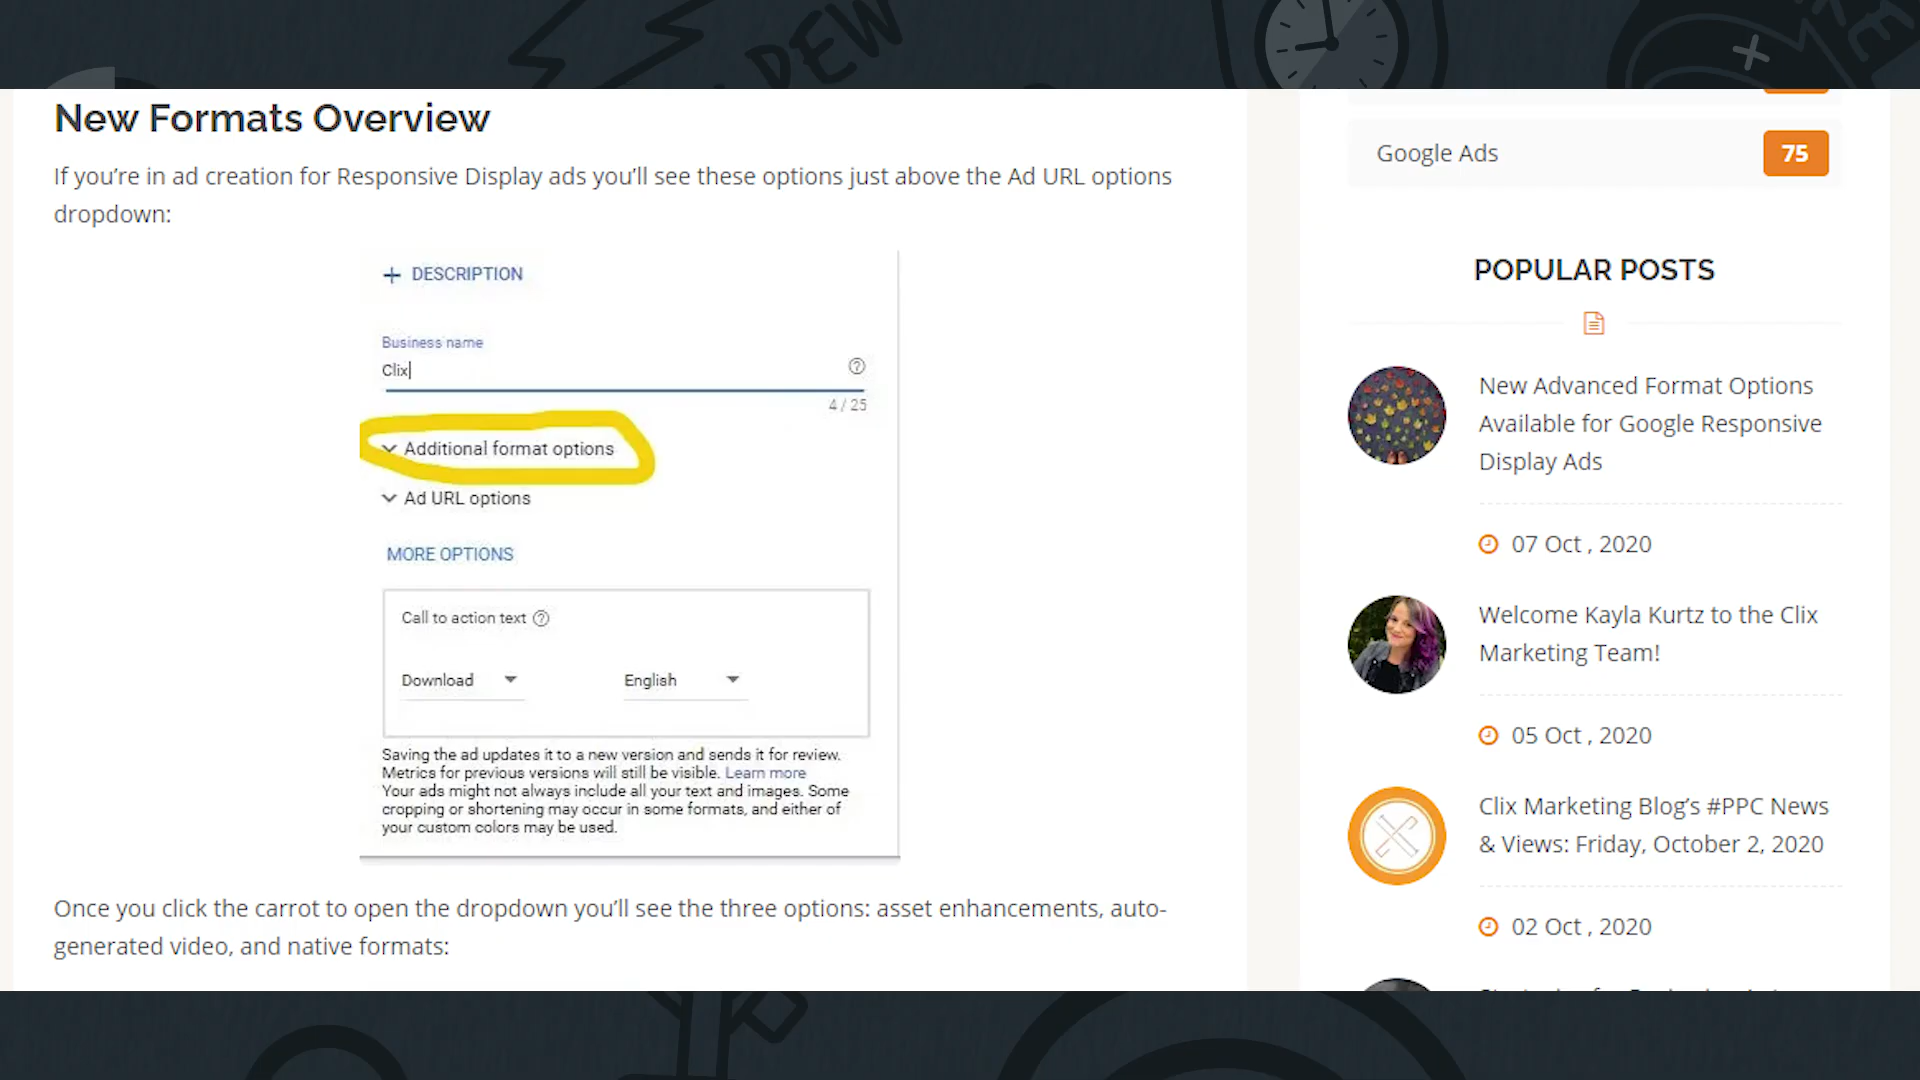 DEW
New Formats Overview
If you’re in ad creation for Responsive Display ads you’ll see these options just above the Ad URL options
dropdown:
+ DESCRIPTION
Business name
Clix
4 / 25
Additional format options
Ad URL options
MORE OPTIONS
Call to action text
Download
English
Saving the ad updates it to a new version and sends it for review.
Metrics for previous versions will still be visible. Learn more
Your ads might not always include all your text and images. Some
cropping or shortening may occur in some formats, and either of
your custom colors may be used.
Once you click the carrot to open the dropdown you’ll see the three options: asset enhancements, auto-
generated video, and native formats:
Google Ads
75
POPULAR POSTS
New Advanced Format Options
Available for Google Responsive
Display Ads
07 Oct , 2020
Welcome Kayla Kurtz to the Clix
Marketing Team!
05 Oct , 2020
Clix Marketing Blog’s #PPC News
& Views: Friday, October 2, 2020
02 Oct , 2020